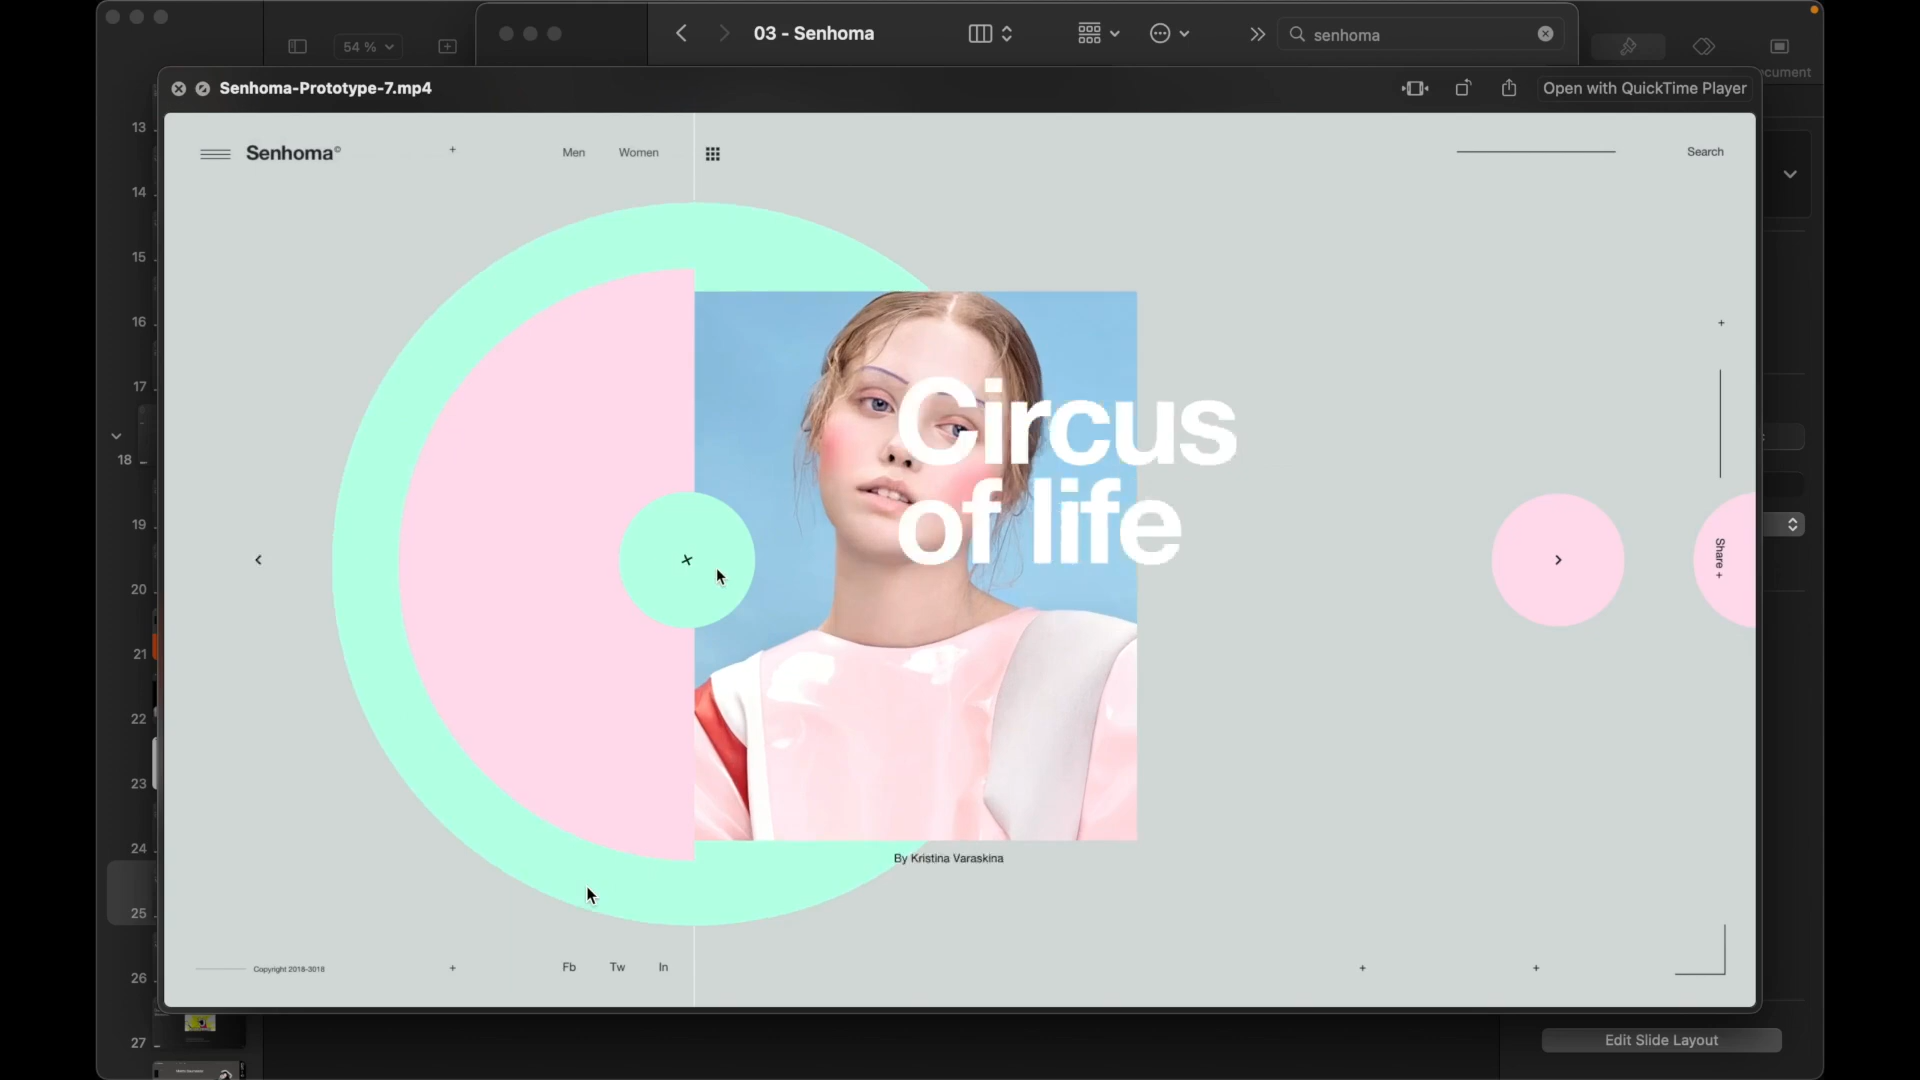 54 %
03 - Senhoma
senhoma
cument
Senhoma-Prototype-7.mp4
Open with QuickTime Player
Senhoma©
Men
Women
Search
Circus
of life
Share +
By Kristina Varaskina
Copyright 2018-3018
Fb
Tw
In
13
14
15
16
17
18
19
20
21
22
23
24
25
26
27
Edit Slide Layout